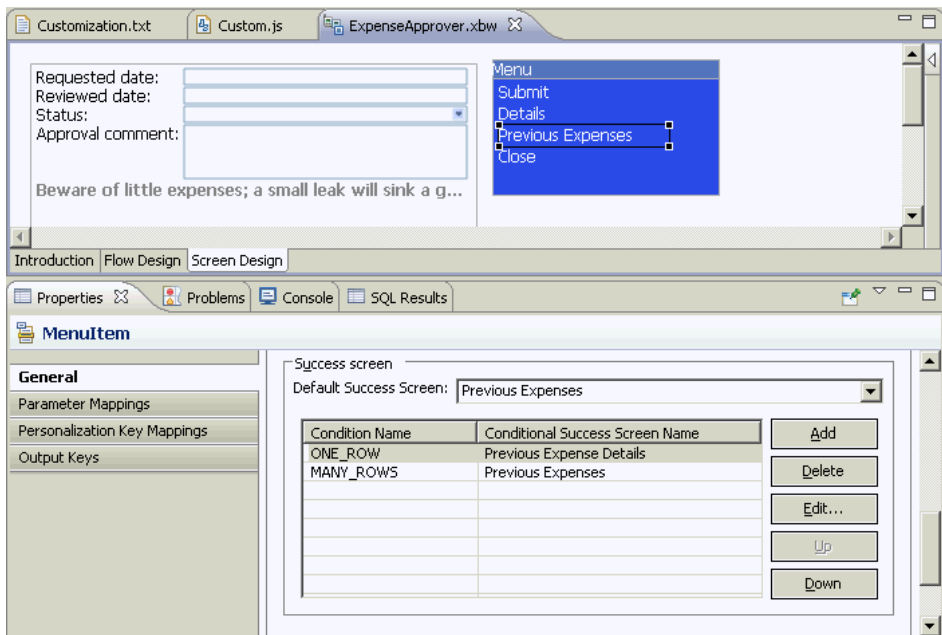 Customization.txt Custom.js ExpenseApprover.xbw
Requested date:
Reviewed date:
Status:
Approval comment:
Beware of little expenses; a small leak will sink a g...
Menu
Submit
Details
Previous Expenses
Close
Introduction Flow Design Screen Design
Properties Problems Console SQL Results
MenuItem
General
Parameter Mappings
Personalization Key Mappings
Output Keys
Success screen
Default Success Screen: Previous Expenses
Condition Name Conditional Success Screen Name
ONE_ROW Previous Expense Details
MANY_ROWS Previous Expenses
Add
Delete
Edit...
Up
Down